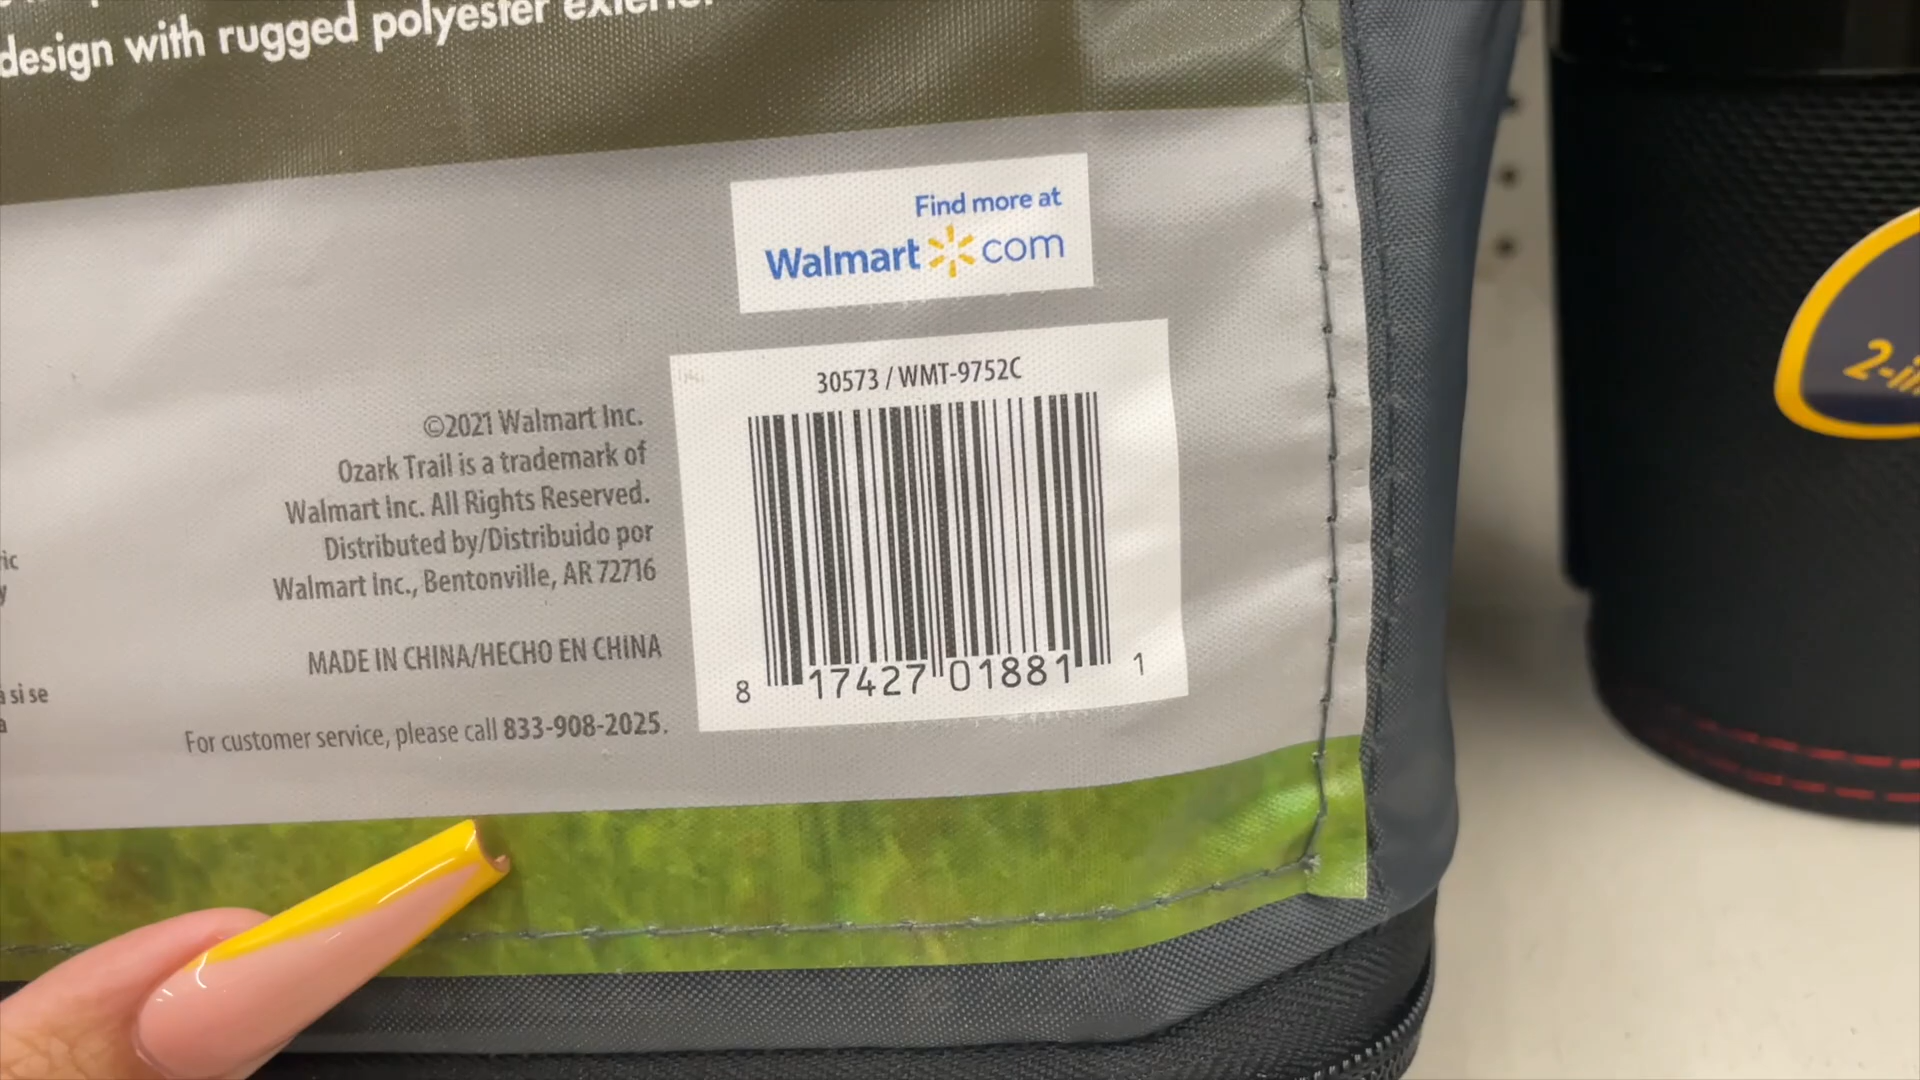 design with rugged polyester
Find more at
Walmart com
30573 / WMT-9752C
©2021 Walmart Inc.
Ozark Trail is a trademark of
Walmart Inc. All Rights Reserved.
Distributed by/Distribuido por
Walmart Inc., Bentonville, AR 72716
MADE IN CHINA/HECHO EN CHINA
For customer service, please call 833-908-2025.
8 17427 01881 1
si se